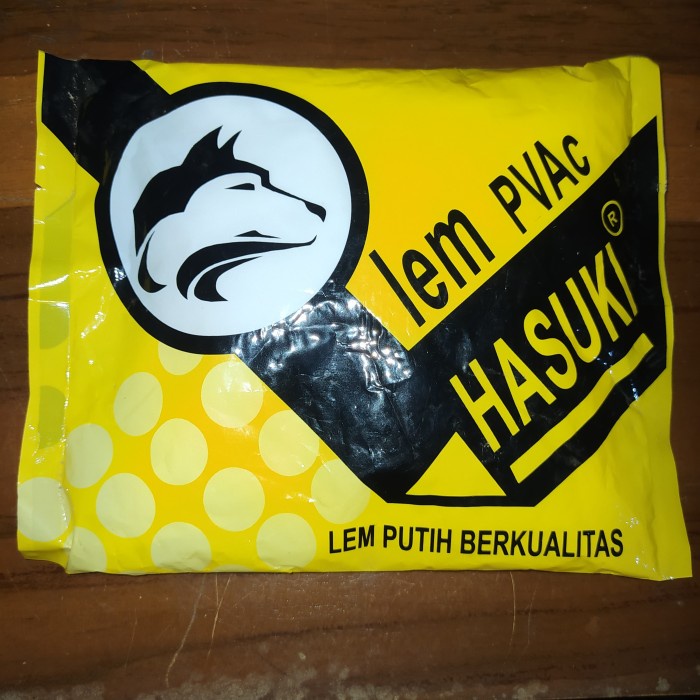 lem PVAc
HASUKI ®
LEM PUTIH BERKUALITAS